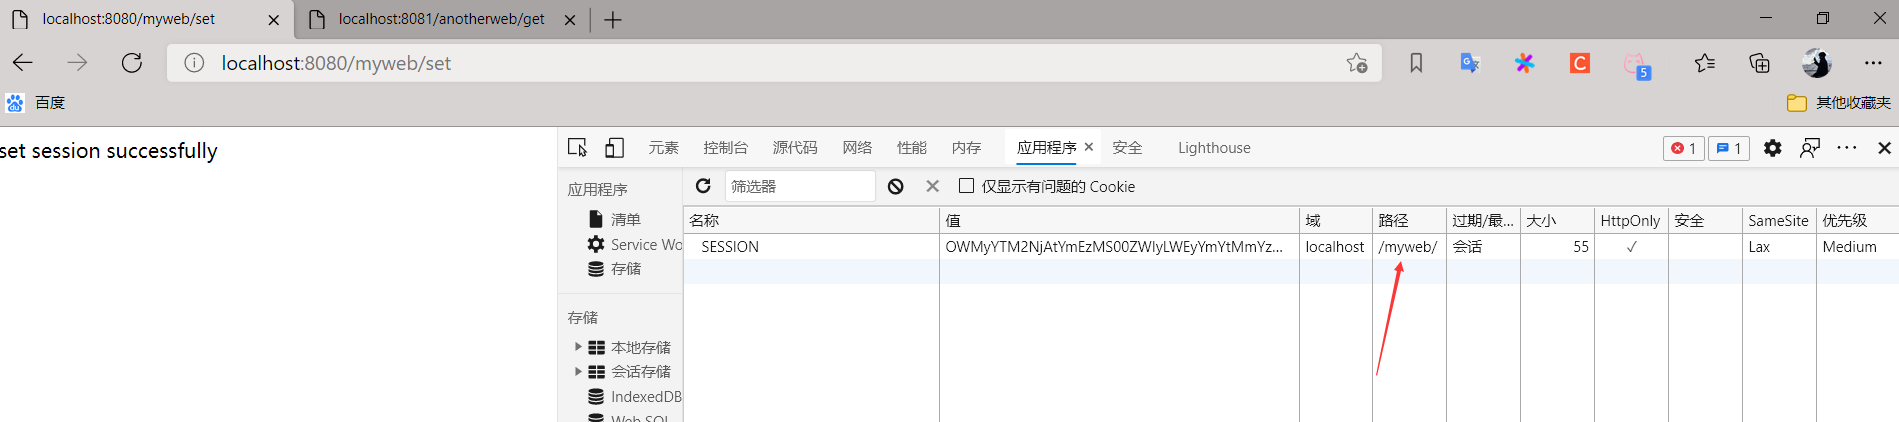 localhost:8080/myweb/set
localhost:8081/anotherweb/get
localhost:8080/myweb/set
5
百度
其他收藏夹
set session successfully
元素 控制台 源代码 网络 性能 内存 应用程序 安全 Lighthouse 1 1
应用程序
筛选器
仅显示有问题的 Cookie
清单
Service Wo
存储
名称 值 域 路径 过期/最... 大小 HttpOnly 安全 SameSite 优先级
SESSION OWMyYTM2NjAtYmEzMS00ZWIyLWEyYmYtMmYz... localhost /myweb/ 会话 55 ✓ Lax Medium
存储
本地存储
会话存储
IndexedDB
Web SQL